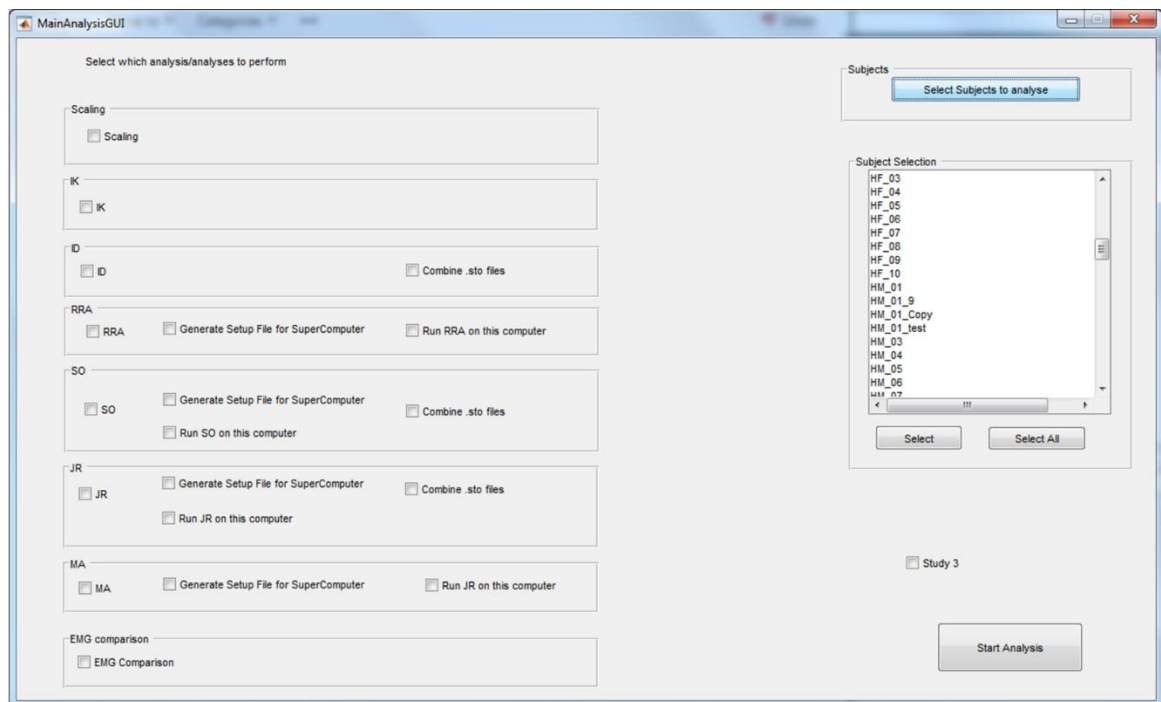 MainAnalysisGUI
Select which analysis/analyses to perform
Scaling
Scaling
IK
IK
ID
ID Combine .sto files
RRA
RRA Generate Setup File for SuperComputer Run RRA on this computer
SO
SO Generate Setup File for SuperComputer Combine .sto files
Run SO on this computer
JR
JR Generate Setup File for SuperComputer Combine .sto files
Run JR on this computer
MA
MA Generate Setup File for SuperComputer Run JR on this computer
EMG comparison
EMG Comparison
Subjects
Select Subjects to analyse
Subject Selection
HF_03
HF_04
HF_05
HF_06
HF_07
HF_08
HF_09
HF_10
HM_01
HM_01_9
HM_01_Copy
HM_01_test
HM_03
HM_04
HM_05
HM_06
HM_07
Select Select All
Study 3
Start Analysis